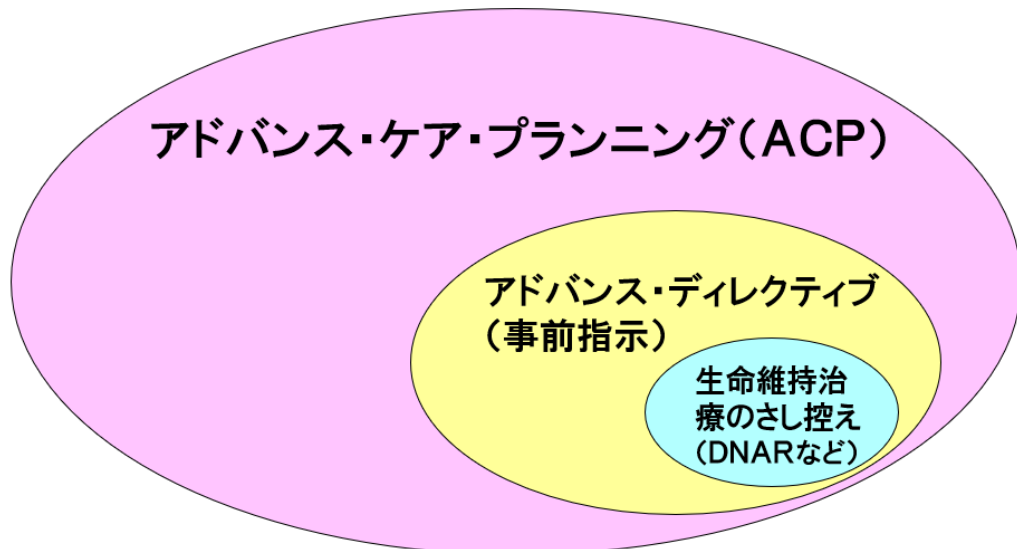 アドバンス・ケア・プランニング(ACP)
アドバンス・ディレクティブ
(事前指示)
生命維持治
療のさし控え
(DNARなど)